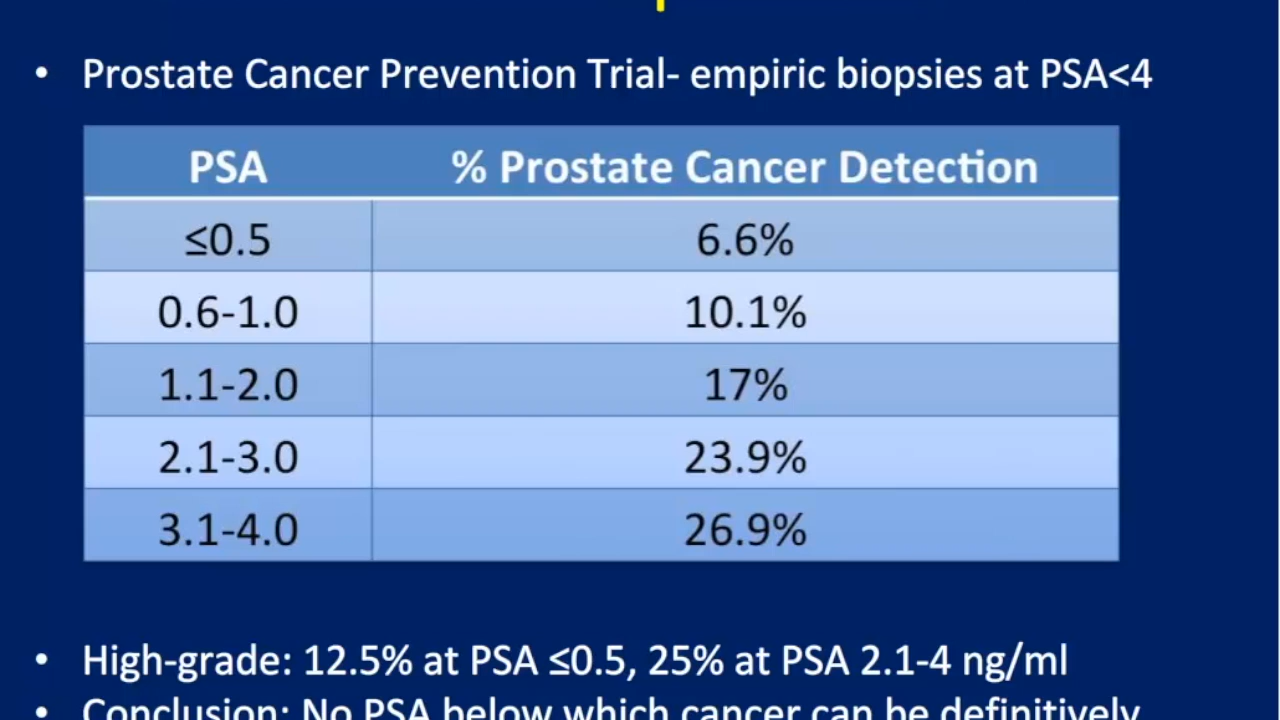 • Prostate Cancer Prevention Trial- empiric biopsies at PSA<4
PSA % Prostate Cancer Detection
≤0.5 6.6%
0.6-1.0 10.1%
1.1-2.0 17%
2.1-3.0 23.9%
3.1-4.0 26.9%
• High-grade: 12.5% at PSA ≤0.5, 25% at PSA 2.1-4 ng/ml
• Conclusion: No PSA below which cancer can be definitively